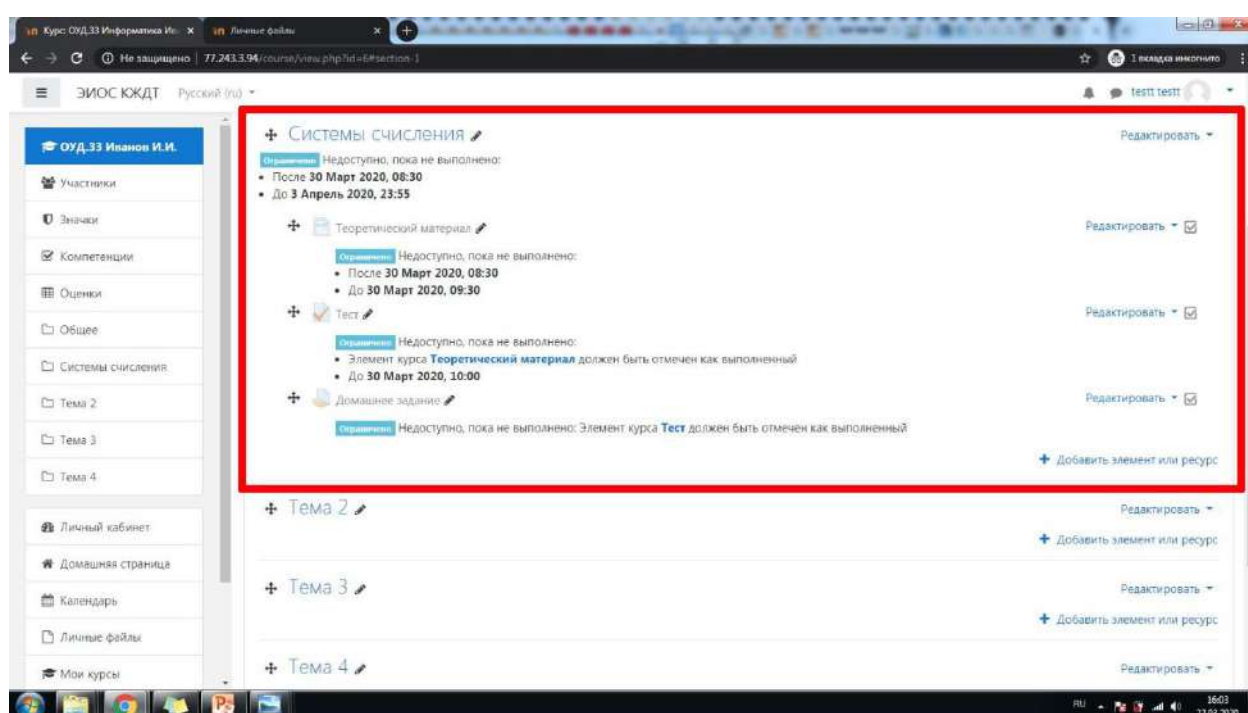 Курс: ОУД.33 Информатика Ив
Личные файлы
Не защищено | 77.243.3.94/course/view.php?id=6#section-1
1 вкладка инкогнито
ЭИОС КЖДТ Русский (ru)
testt testt
ОУД.33 Иванов И.И.
Участники
Значки
Компетенции
Оценки
Общее
Системы счисления
Тема 2
Тема 3
Тема 4
Личный кабинет
Домашняя страница
Календарь
Личные файлы
Мои курсы
Системы счисления
Редактировать
Ограничено Недоступно, пока не выполнено:
• После 30 Март 2020, 08:30
• До 3 Апрель 2020, 23:55
Теоретический материал
Редактировать
Ограничено Недоступно, пока не выполнено:
• После 30 Март 2020, 08:30
• До 30 Март 2020, 09:30
Тест
Редактировать
Ограничено Недоступно, пока не выполнено:
• Элемент курса Теоретический материал должен быть отмечен как выполненный
• До 30 Март 2020, 10:00
Домашнее задание
Редактировать
Ограничено Недоступно, пока не выполнено: Элемент курса Тест должен быть отмечен как выполненный
+ Добавить элемент или ресурс
Тема 2
Редактировать
+ Добавить элемент или ресурс
Тема 3
Редактировать
+ Добавить элемент или ресурс
Тема 4
Редактировать
RU
16:03